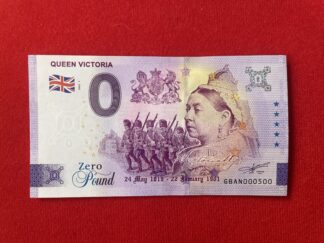 QUEEN VICTORIA
0
Zero
Pound
24 May 1819 - 22 January 1901
GBAN000500